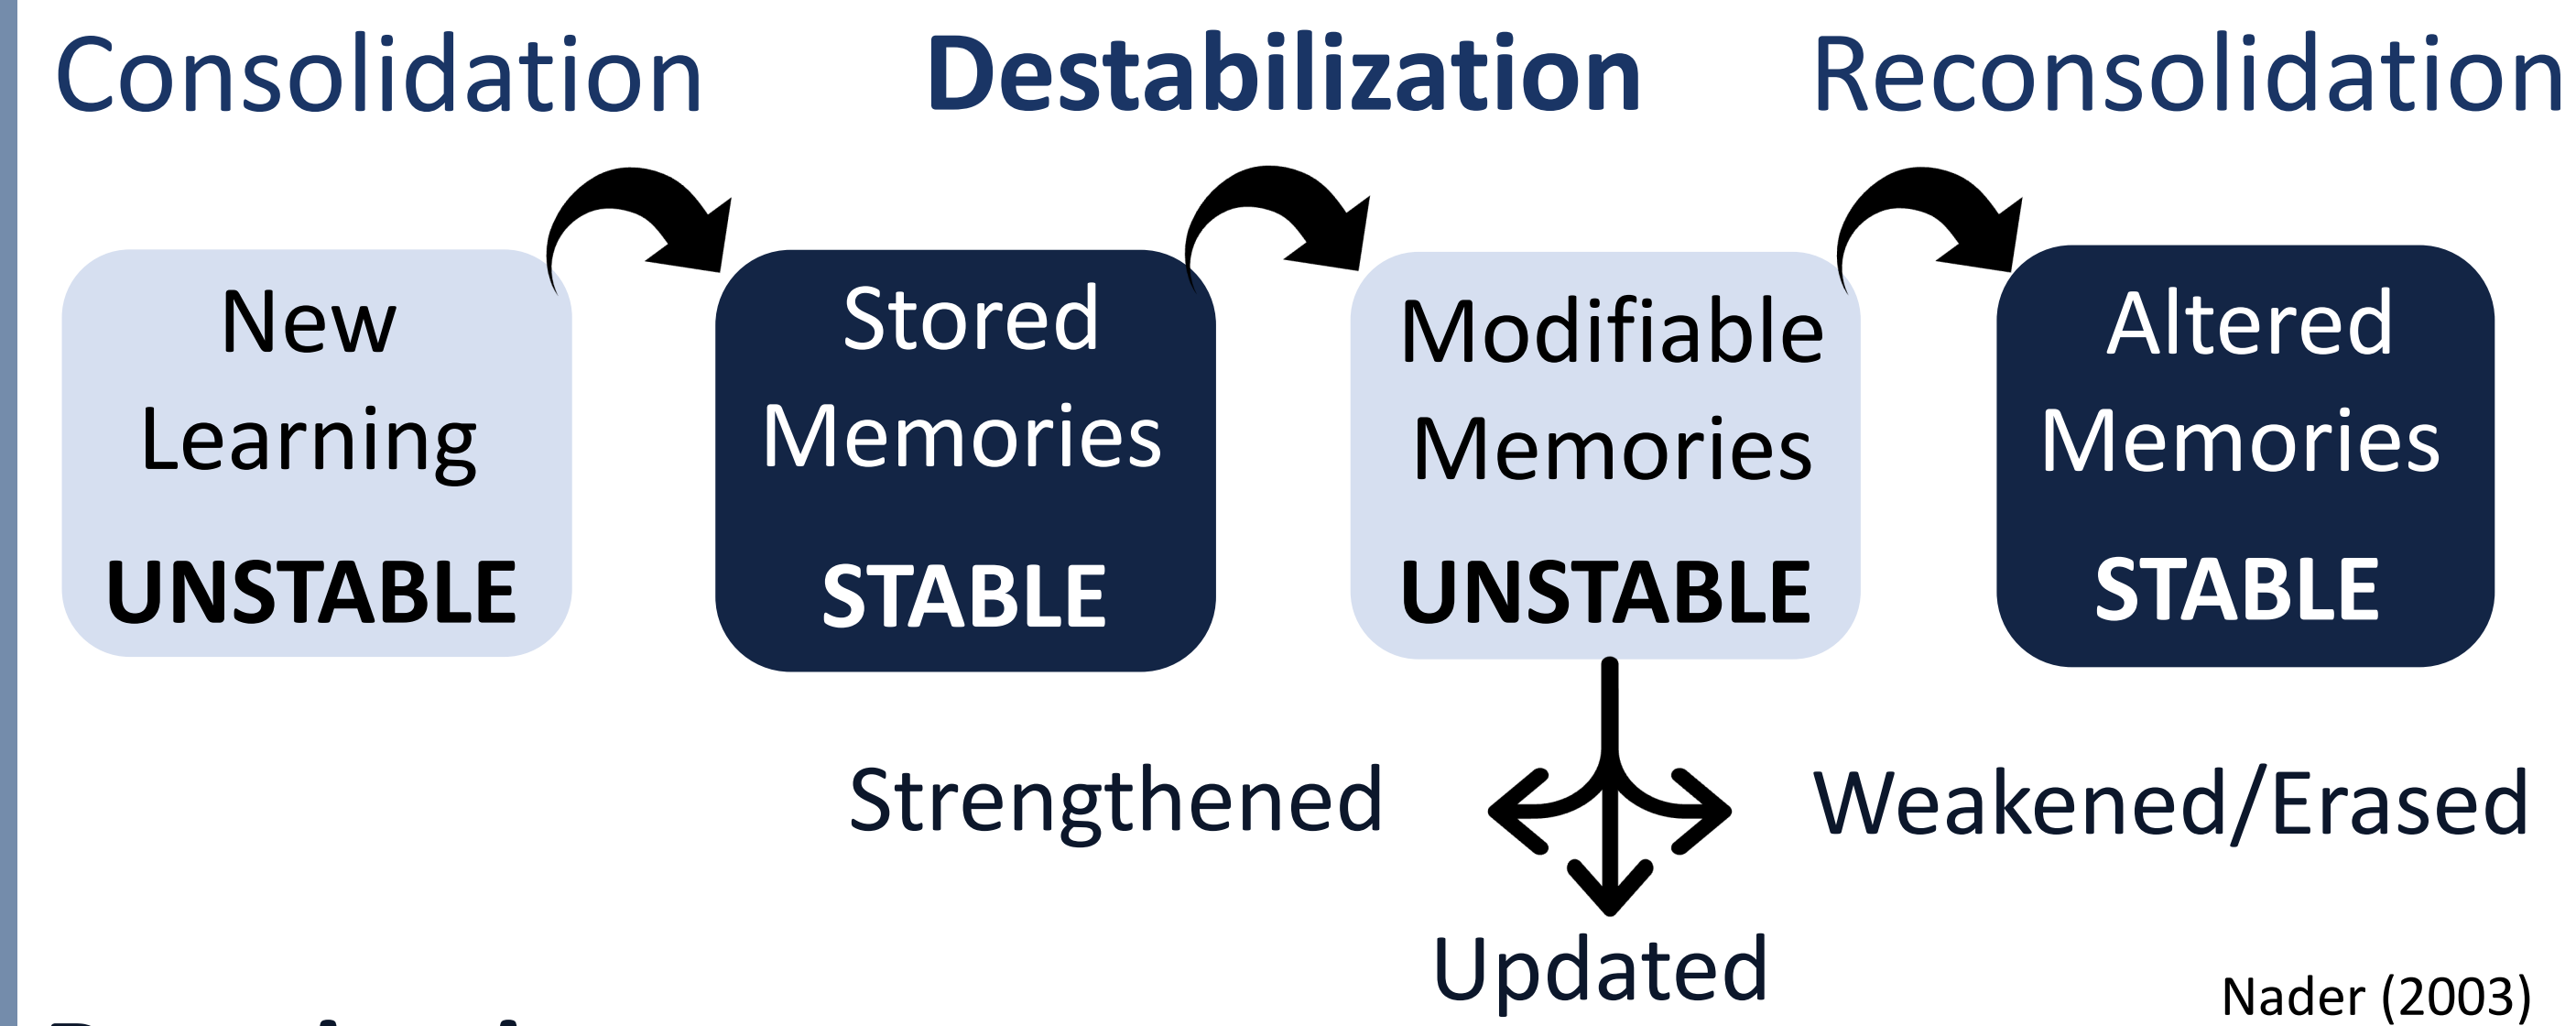 Consolidation
Destabilization
Reconsolidation
New
Learning
UNSTABLE
Stored
Memories
STABLE
Modifiable
Memories
UNSTABLE
Altered
Memories
STABLE
Strengthened
Weakened/Erased
Updated
Nader (2003)